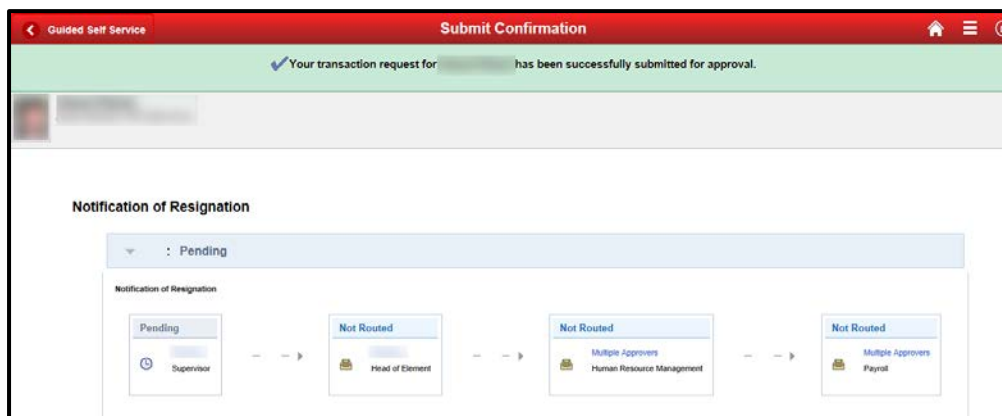 Guided Self Service
Submit Confirmation
Your transaction request for has been successfully submitted for approval.
Notification of Resignation
: Pending
Notification of Resignation
Pending
Supervisor
Not Routed
Head of Element
Not Routed
Multiple Approvers
Human Resource Management
Not Routed
Multiple Approvers
Payroll